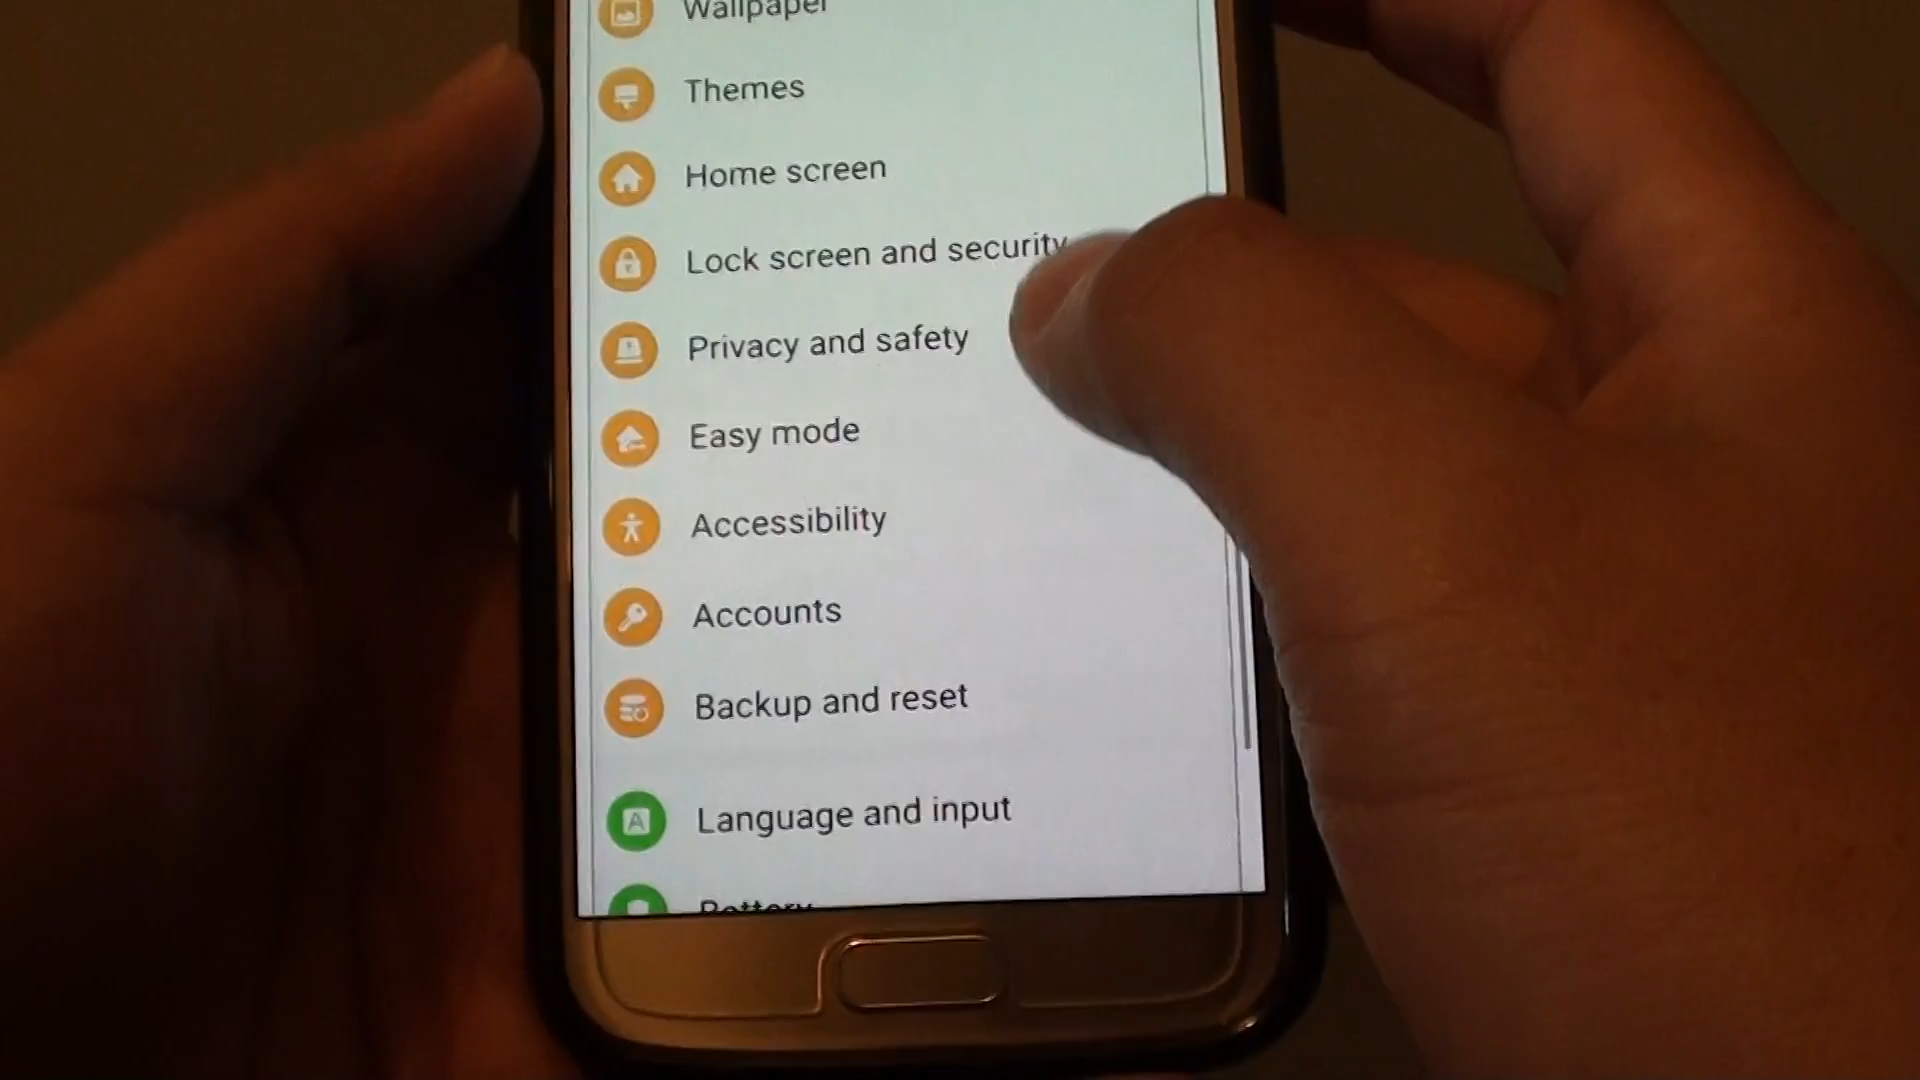 Wallpaper
Themes
Home screen
Lock screen and security
Privacy and safety
Easy mode
Accessibility
Accounts
Backup and reset
A
Language and input
Battery